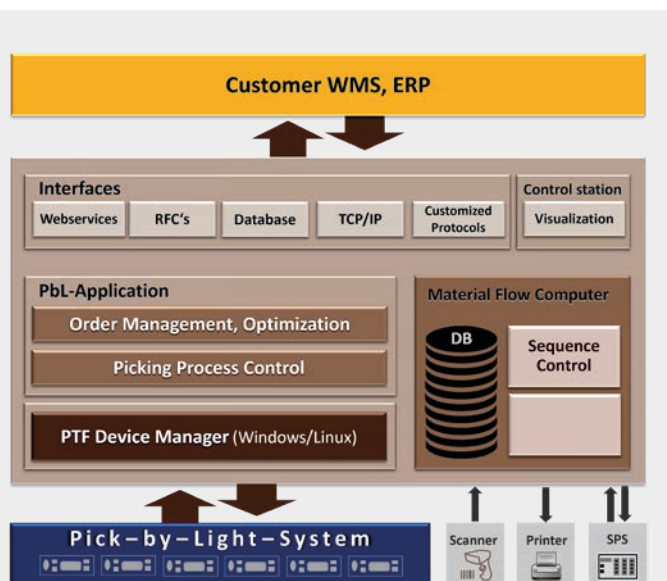 Customer WMS, ERP
Interfaces
Webservices
RFC's
Database
TCP/IP
Customized
Protocols
Control station
Visualization
PbL-Application
Order Management, Optimization
Picking Process Control
PTF Device Manager (Windows/Linux)
Material Flow Computer
DB
Sequence
Control
Pick-by-Light-System
Scanner
Printer
SPS